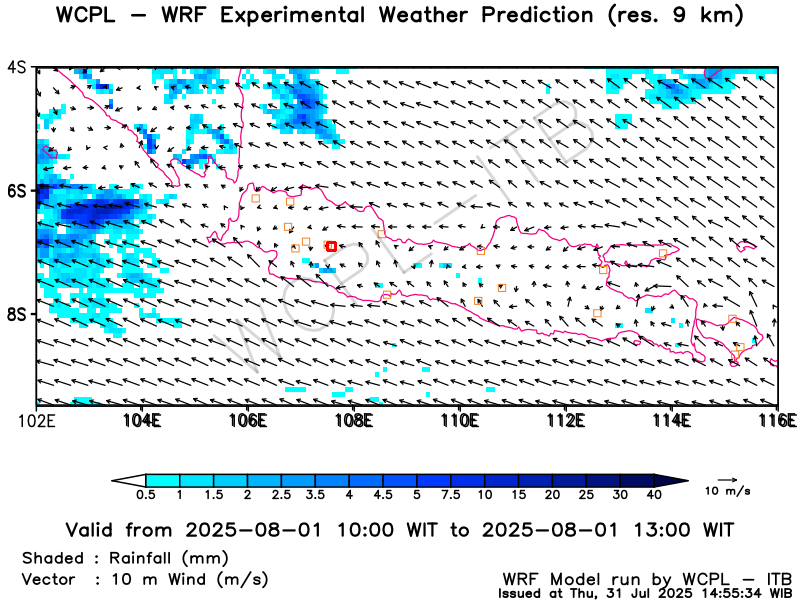 WCPL − WRF Experimental Weather Prediction (res. 9 km)
4S
6S
8S
WCPL−ITB
102E 104E 106E 108E 110E 112E 114E 116E
0.5 1 1.5 2 2.5 3.5 4 4.5 5 7.5 10 15 20 25 30 40
10 m/s
Valid from 2025−08−01 10:00 WIT to 2025−08−01 13:00 WIT
Shaded : Rainfall (mm)
Vector : 10 m Wind (m/s)
WRF Model run by WCPL − ITB
Issued at Thu, 31 Jul 2025 14:55:34 WIB